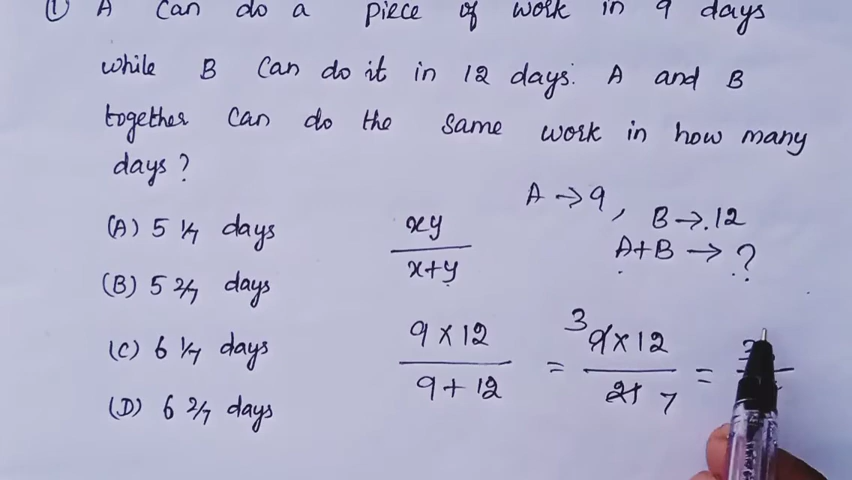 ① A can do a piece of work in 9 days
while B can do it in 12 days. A and B
together can do the same work in how many
days?
(A) 5 1/7 days
(B) 5 2/7 days
(C) 6 1/7 days
(D) 6 2/7 days
A → 9, B → 12
A+B → ?
xy
x+y
9 × 12
9 + 12
= 3 9 × 12
21 7
= 3